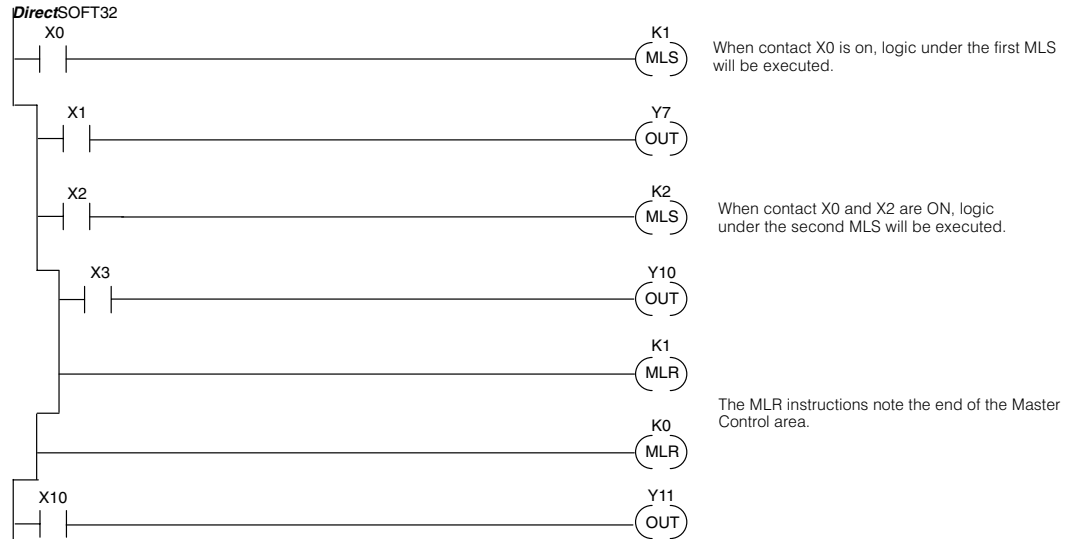 DirectSOFT32
X0 K1
MLS
When contact X0 is on, logic under the first MLS
will be executed.
X1 Y7
OUT
X2 K2
MLS
When contact X0 and X2 are ON, logic
under the second MLS will be executed.
X3 Y10
OUT
K1
MLR
The MLR instructions note the end of the Master
Control area.
K0
MLR
X10 Y11
OUT